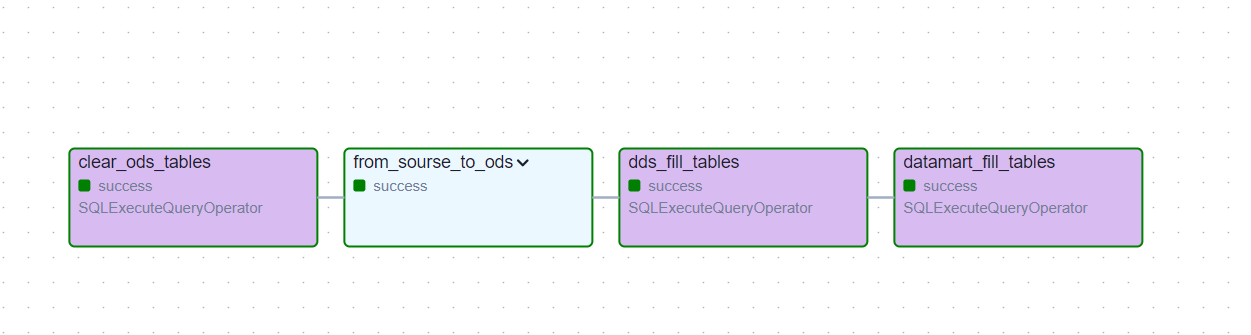 clear_ods_tables
success
SQLExecuteQueryOperator
from_sourse_to_ods
success
dds_fill_tables
success
SQLExecuteQueryOperator
datamart_fill_tables
success
SQLExecuteQueryOperator